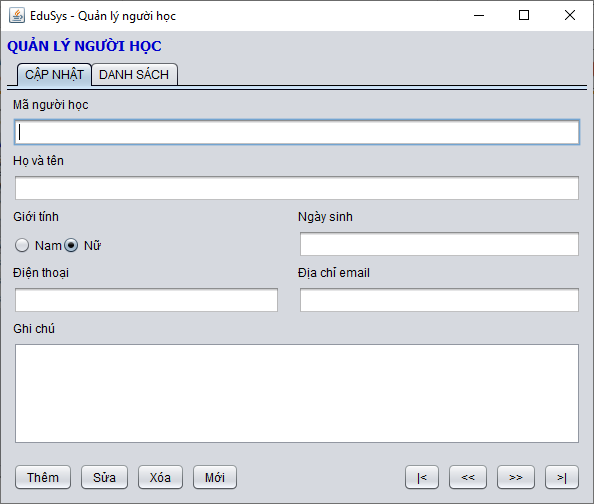 EduSys - Quản lý người học
QUẢN LÝ NGƯỜI HỌC
CẬP NHẬT DANH SÁCH
Mã người học
Họ và tên
Giới tính Ngày sinh
Nam Nữ
Điện thoại Địa chỉ email
Ghi chú
Thêm Sửa Xóa Mới |< << >> >|